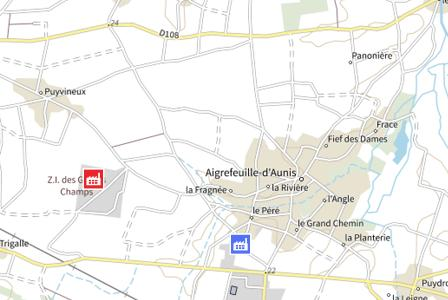 24
D108
Panonière
Puyvineux
Frace
Fief des Dames
Aigrefeuille-d'Aunis
Z.I. des
Champs
la Fragnée
la Rivière
l'Angle
le Péré
le Grand Chemin
la Planterie
Trigalle
22
le Leigne
Puydro